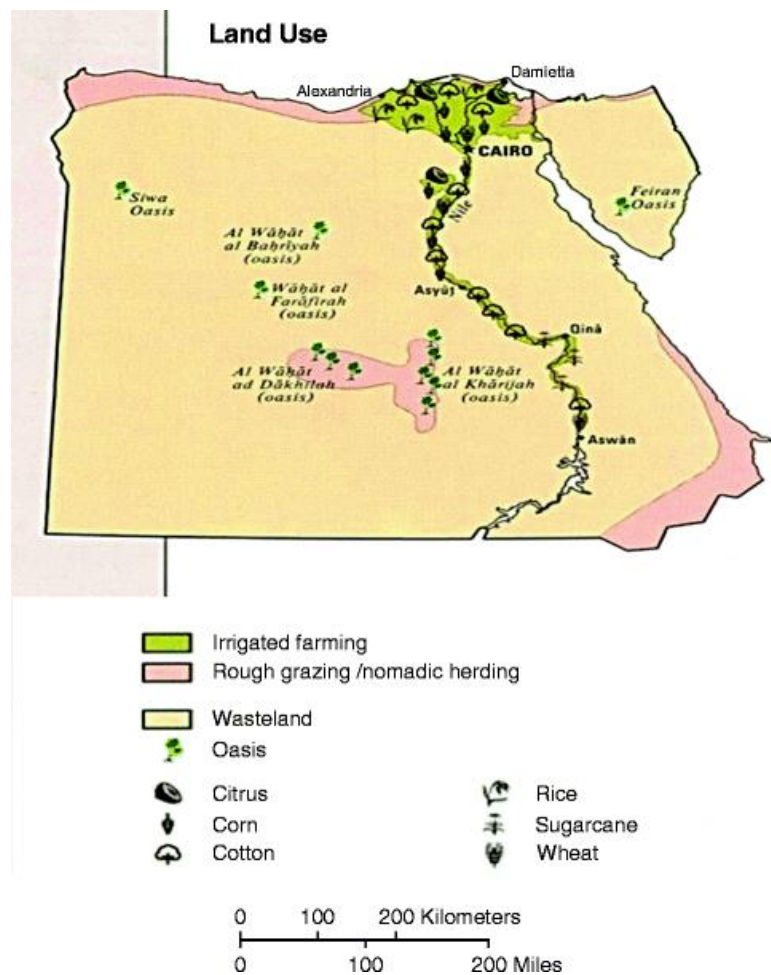 Land Use
Alexandria
Damietta
CAIRO
Siwa
Oasis
Feiran
Oasis
Al Wāḥāt
al Baḥrīyah
(oasis)
Nile
Wāḥāt al
Farāfirah
(oasis)
Asyūṭ
Qinā
Al Wāḥāt
ad Dākhilah
(oasis)
Al Wāḥāt
al Khārijah
(oasis)
Aswān
Irrigated farming
Rough grazing /nomadic herding
Wasteland
Oasis
Citrus
Rice
Corn
Sugarcane
Cotton
Wheat
0 100 200 Kilometers
0 100 200 Miles